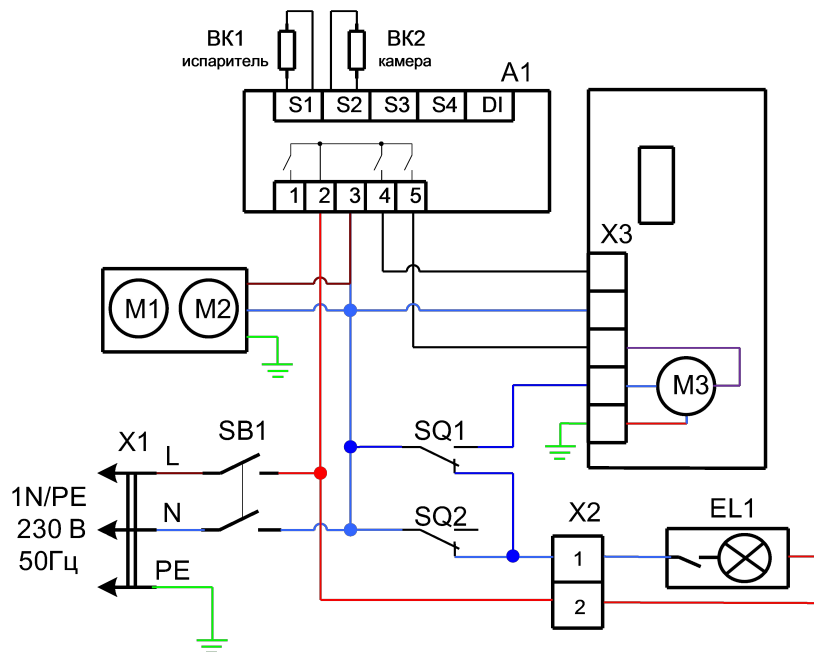 ВК1
испаритель
ВК2
камера
A1
S1 S2 S3 S4 DI
1 2 3 4 5
X3
M1 M2
M3
X1
L
SB1
SQ1
1N/PE
230 В
50Гц
N
PE
SQ2
X2
1
2
EL1